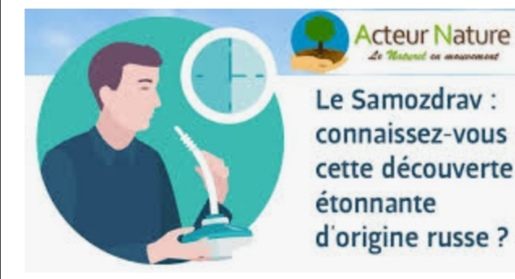 Acteur Nature
Le Naturel en mouvement
Le Samozdrav :
connaissez-vous
cette découverte
étonnante
d'origine russe ?